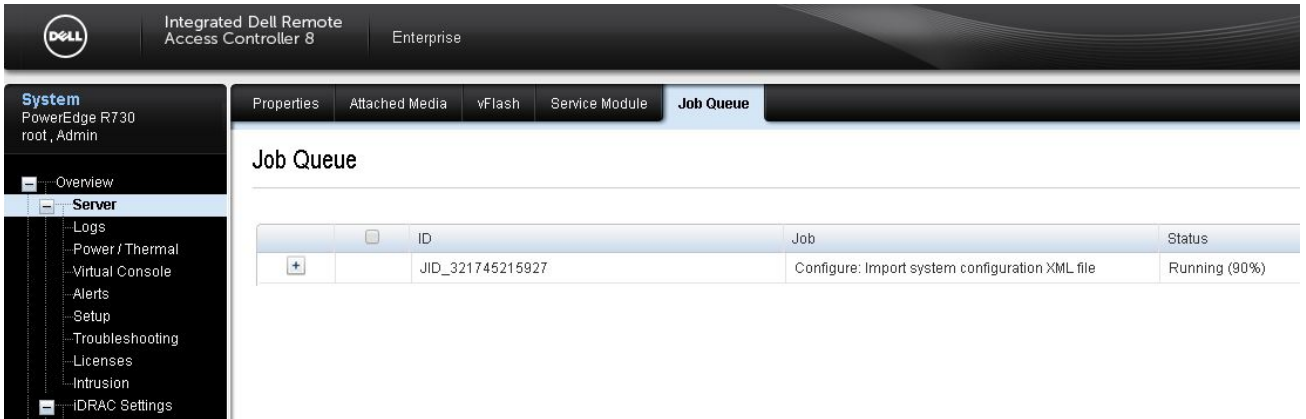 DELL
Integrated Dell Remote
Access Controller 8
Enterprise
System
PowerEdge R730
root , Admin
Overview
Server
Logs
Power / Thermal
Virtual Console
Alerts
Setup
Troubleshooting
Licenses
Intrusion
iDRAC Settings
Properties Attached Media vFlash Service Module Job Queue
Job Queue
ID Job Status
JID_321745215927 Configure: Import system configuration XML file Running (90%)